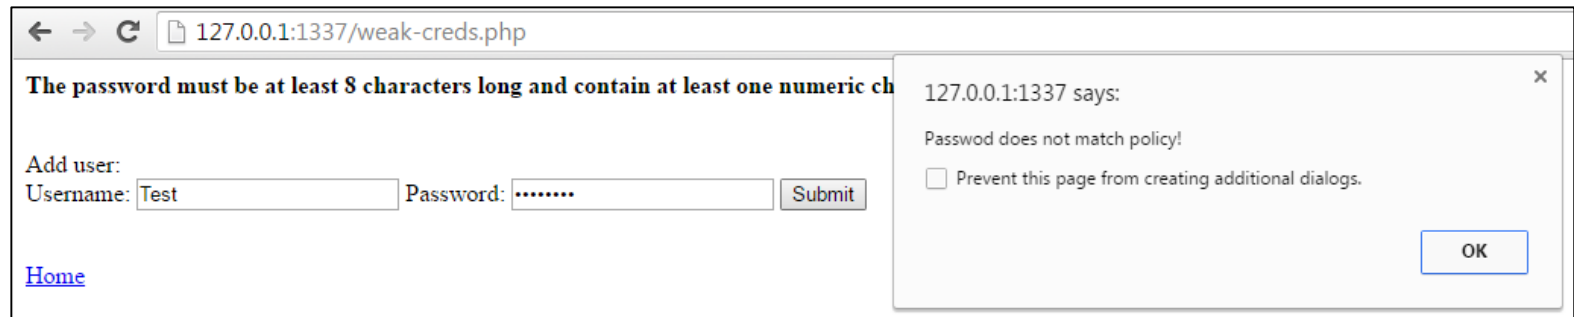 127.0.0.1:1337/weak-creds.php
The password must be at least 8 characters long and contain at least one numeric ch
127.0.0.1:1337 says:
Passwod does not match policy!
Prevent this page from creating additional dialogs.
OK
Add user:
Username: Test Password: •••••••• Submit
Home